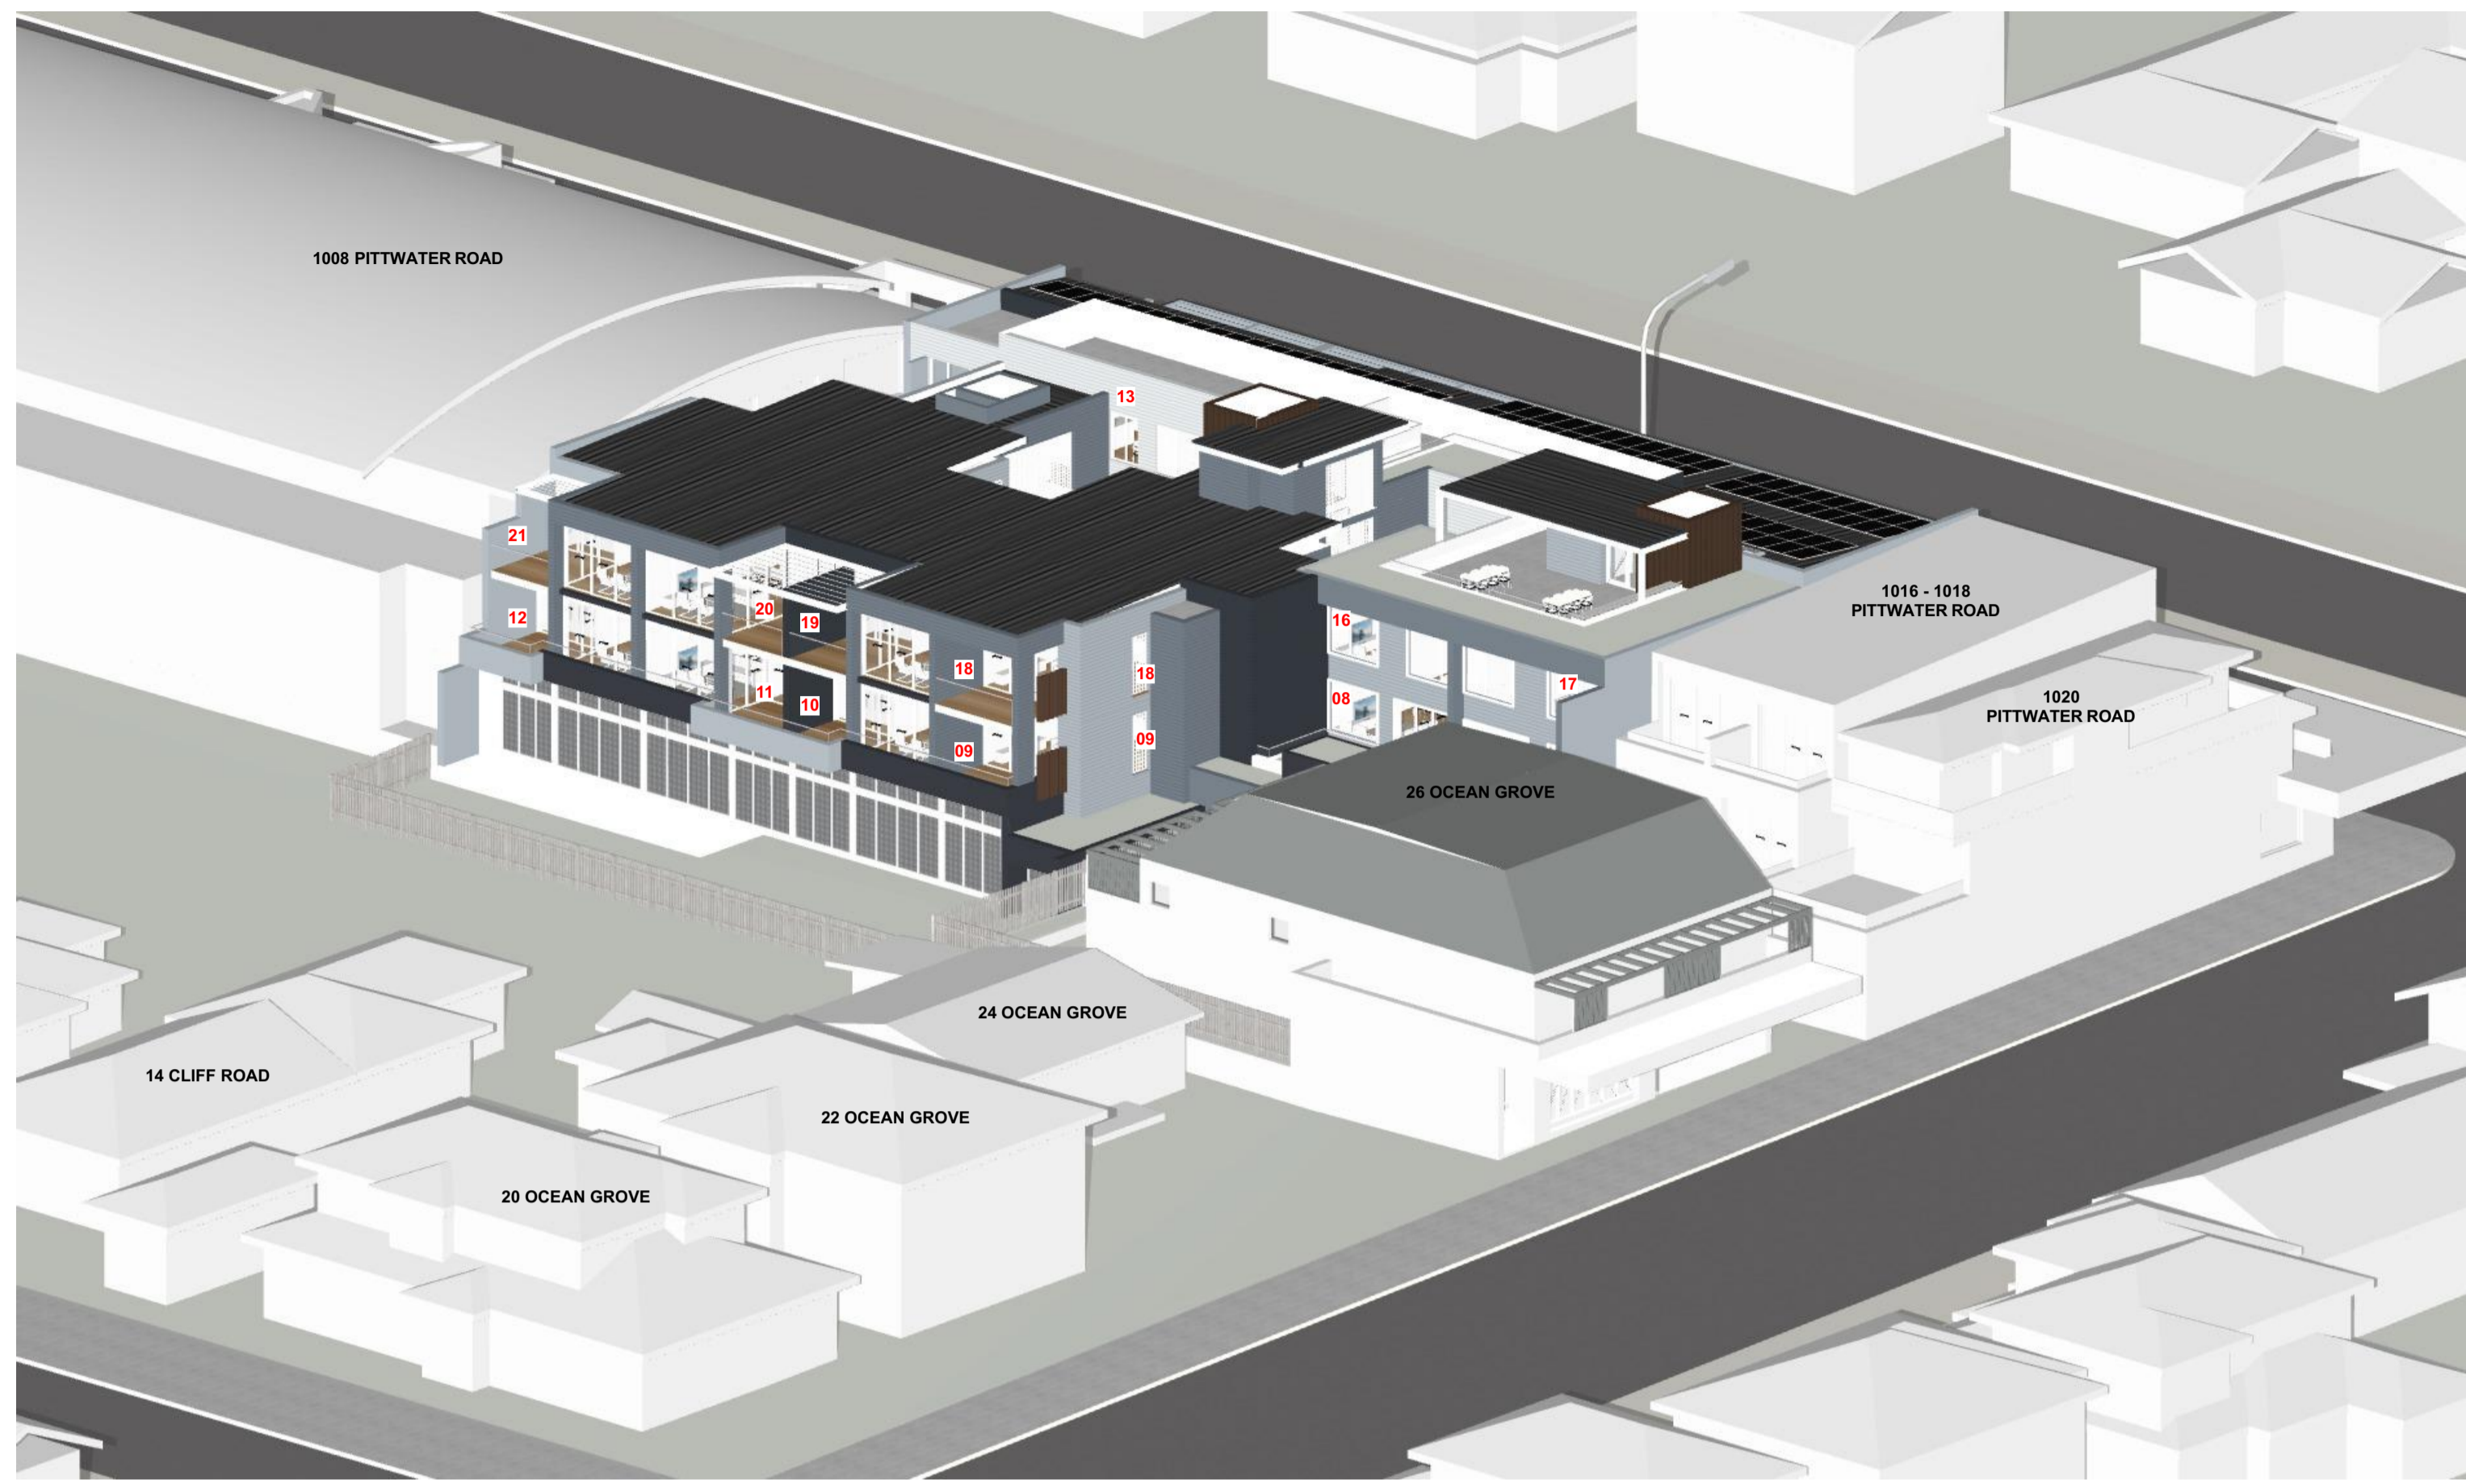 1008 PITTWATER ROAD
13
21
20
19
12
11
10
18
18
09
09
16
08
17
1016 - 1018
PITTWATER ROAD
1020
PITTWATER ROAD
26 OCEAN GROVE
24 OCEAN GROVE
14 CLIFF ROAD
22 OCEAN GROVE
20 OCEAN GROVE